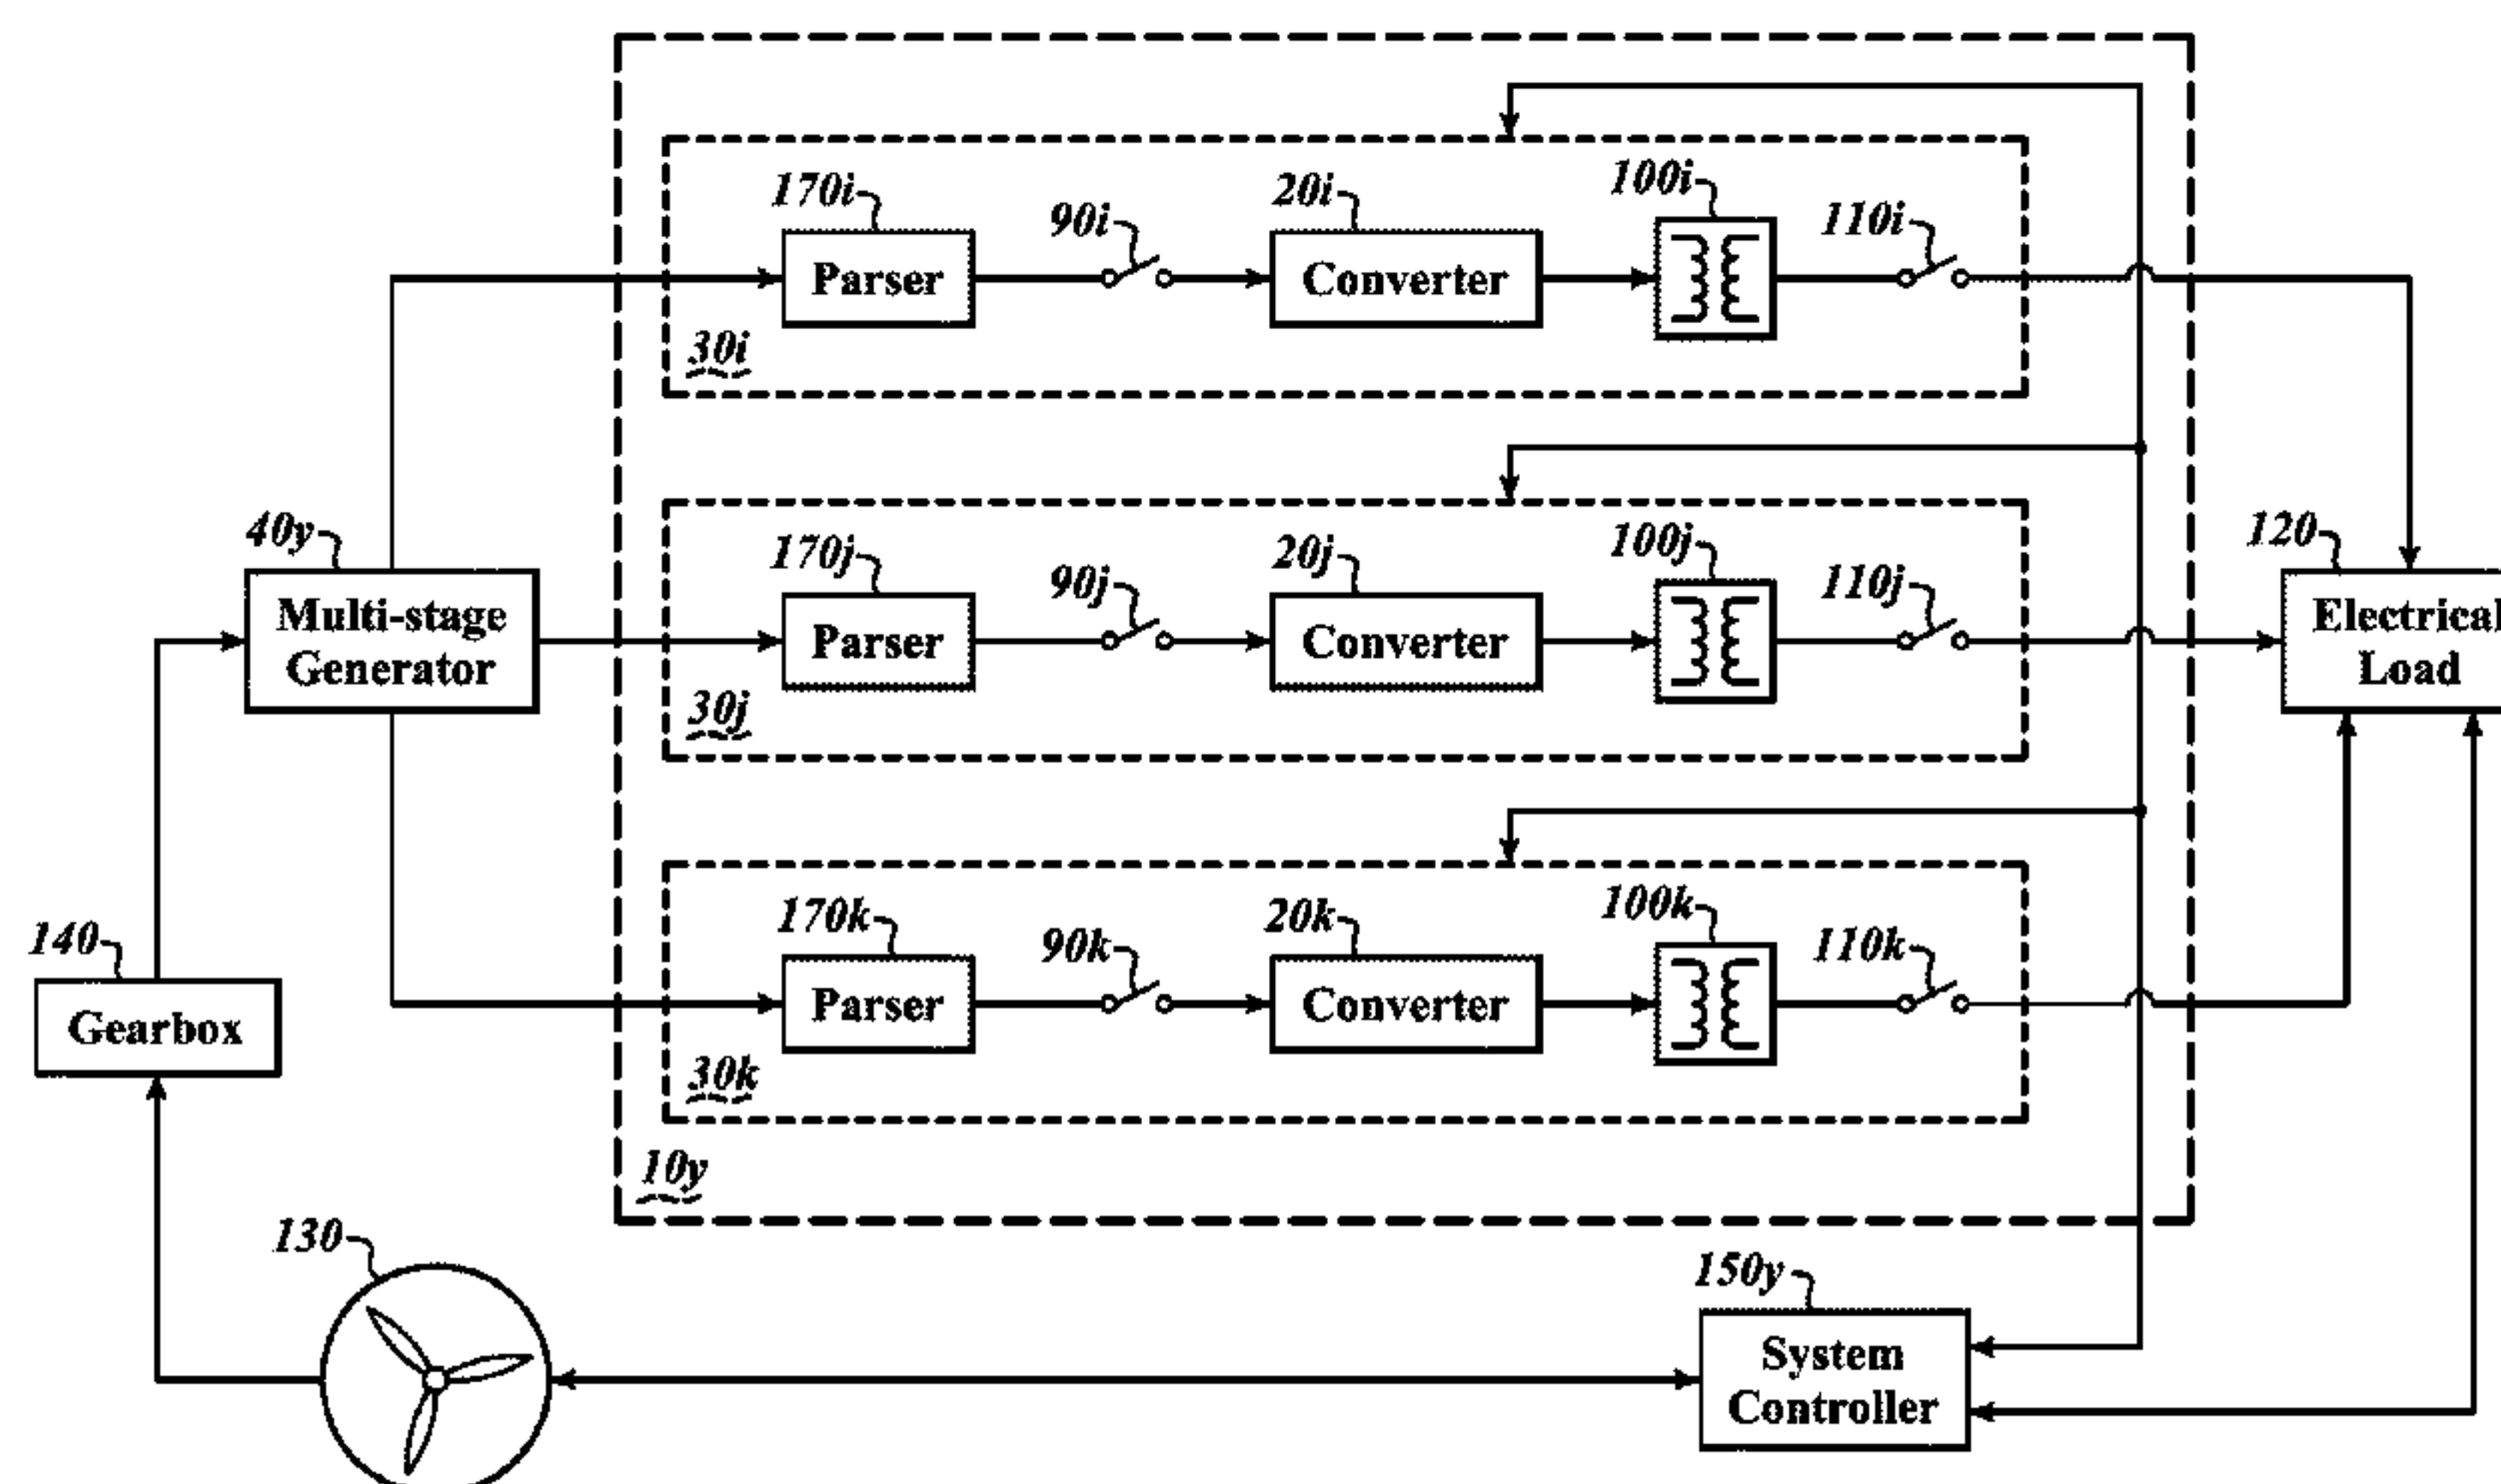 170i
20i
100i
90i
110i
Parser
Converter
30i
40y
170j
20j
100j
120
90j
110j
Multi-stage
Generator
Parser
Converter
Electrical
Load
30j
170k
20k
100k
140
90k
110k
Gearbox
Parser
Converter
30k
10y
130
150y
System
Controller